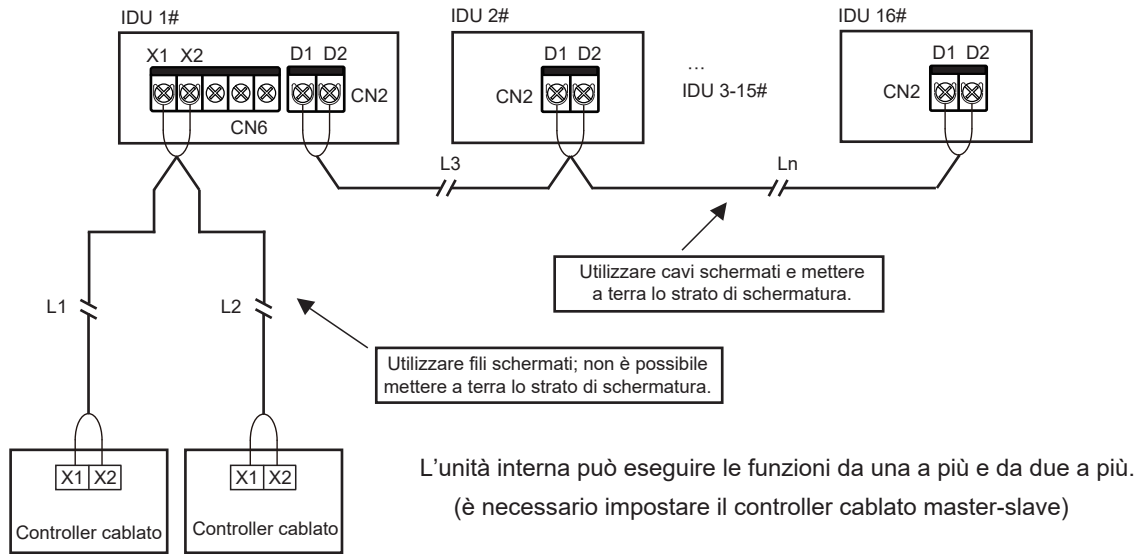 IDU 1#
IDU 2#
IDU 16#
X1 X2
D1 D2
CN2
CN6
D1 D2
CN2
...
IDU 3-15#
D1 D2
CN2
L3
Ln
Utilizzare cavi schermati e mettere
a terra lo strato di schermatura.
L1
L2
Utilizzare fili schermati; non è possibile
mettere a terra lo strato di schermatura.
X1 X2
Controller cablato
X1 X2
Controller cablato
L'unità interna può eseguire le funzioni da una a più e da due a più.
(è necessario impostare il controller cablato master-slave)